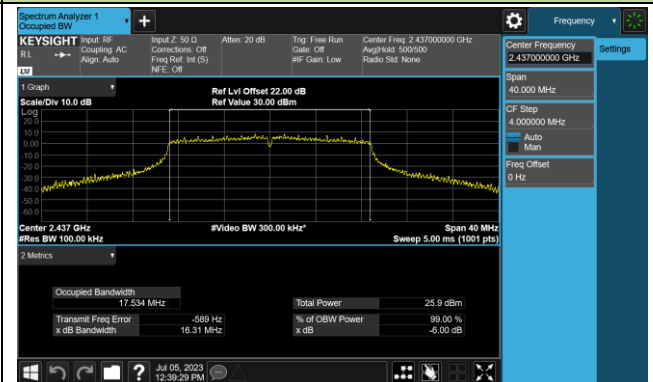 Spectrum Analyzer 1
Occupied BW
+
Frequency
KEYSIGHT
R L
LXI
Input: RF
Coupling: AC
Align: Auto
Input Z: 50 Ω
Corrections: Off
Freq Ref: Int (S)
NFE: Off
Atten: 20 dB
Trig: Free Run
Gate: Off
#IF Gain: Low
Center Freq: 2.437000000 GHz
Avg|Hold: 500/500
Radio Std: None
Center Frequency
2.437000000 GHz
Settings
Span
40.000 MHz
CF Step
4.000000 MHz
Auto
Man
Freq Offset
0 Hz
1 Graph
Scale/Div 10.0 dB
Ref Lvl Offset 22.00 dB
Ref Value 30.00 dBm
Log
20.0
10.0
0.00
-10.0
-20.0
-30.0
-40.0
-50.0
-60.0
Center 2.437 GHz
#Video BW 300.00 kHz*
Span 40 MHz
#Res BW 100.00 kHz
Sweep 5.00 ms (1001 pts)
2 Metrics
Occupied Bandwidth
17.534 MHz
Total Power 25.9 dBm
Transmit Freq Error -589 Hz
% of OBW Power 99.00 %
x dB Bandwidth 16.31 MHz
x dB -6.00 dB
?
Jul 05, 2023
12:39:29 PM